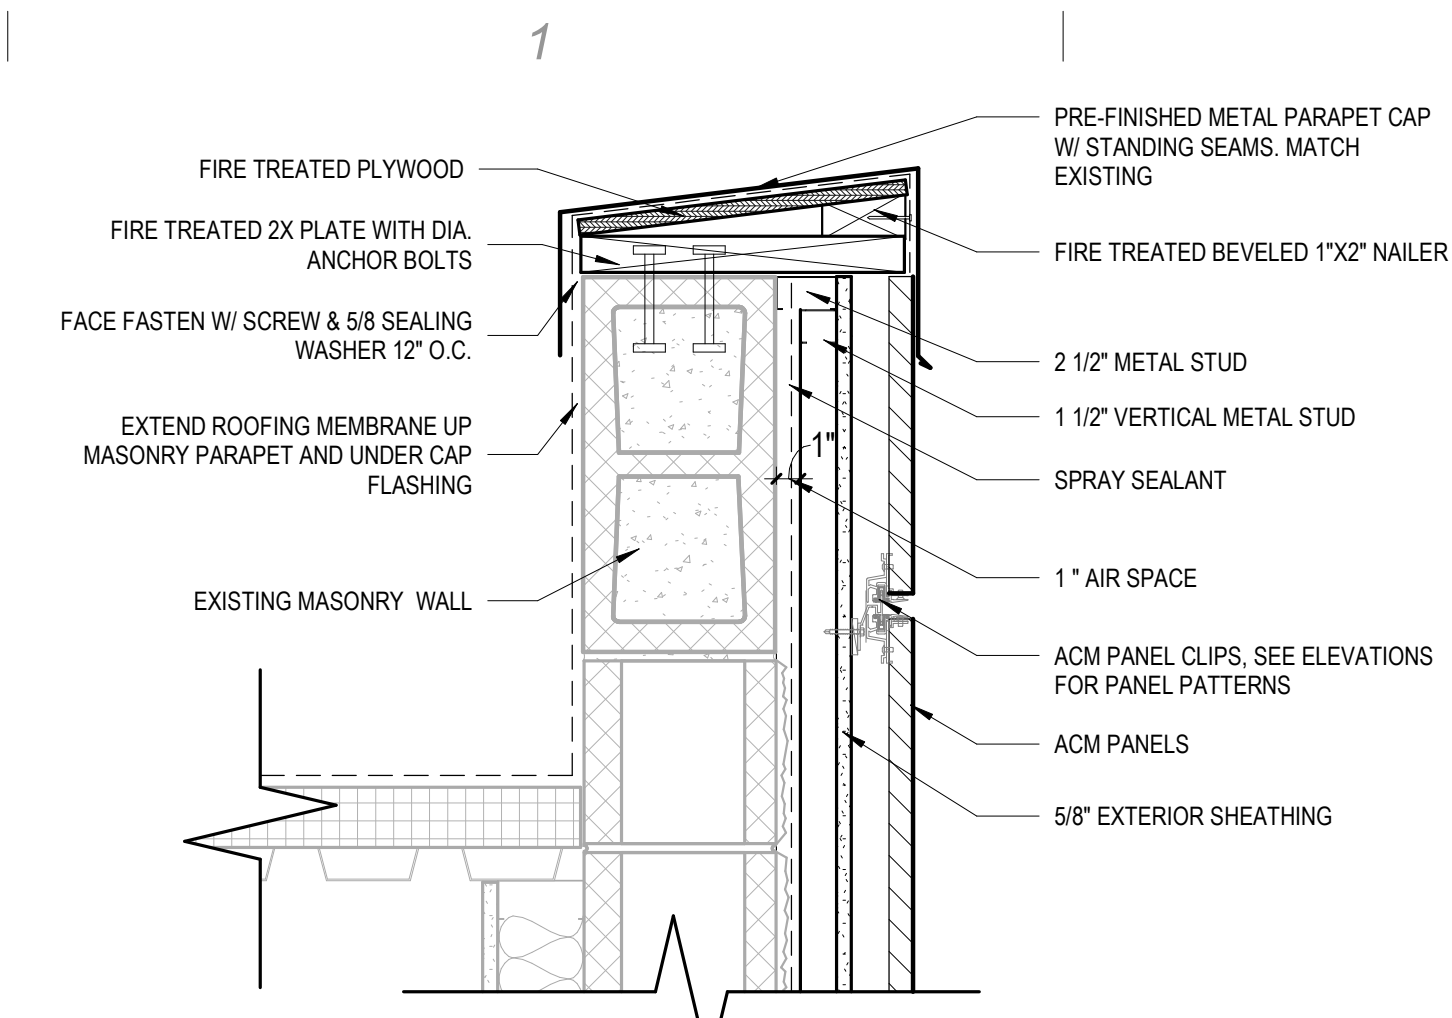 1
FIRE TREATED PLYWOOD
FIRE TREATED 2X PLATE WITH DIA.
ANCHOR BOLTS
FACE FASTEN W/ SCREW & 5/8 SEALING
WASHER 12" O.C.
EXTEND ROOFING MEMBRANE UP
MASONRY PARAPET AND UNDER CAP
FLASHING
EXISTING MASONRY WALL
1"
PRE-FINISHED METAL PARAPET CAP
W/ STANDING SEAMS. MATCH
EXISTING
FIRE TREATED BEVELED 1"X2" NAILER
2 1/2" METAL STUD
1 1/2" VERTICAL METAL STUD
SPRAY SEALANT
1 " AIR SPACE
ACM PANEL CLIPS, SEE ELEVATIONS
FOR PANEL PATTERNS
ACM PANELS
5/8" EXTERIOR SHEATHING